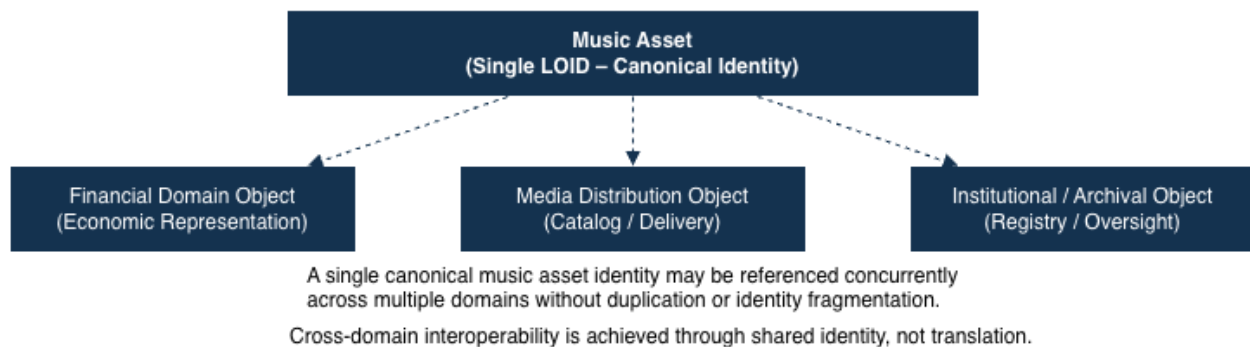 Music Asset
(Single LOID – Canonical Identity)
Financial Domain Object
(Economic Representation)
Media Distribution Object
(Catalog / Delivery)
Institutional / Archival Object
(Registry / Oversight)
A single canonical music asset identity may be referenced concurrently
across multiple domains without duplication or identity fragmentation.
Cross-domain interoperability is achieved through shared identity, not translation.